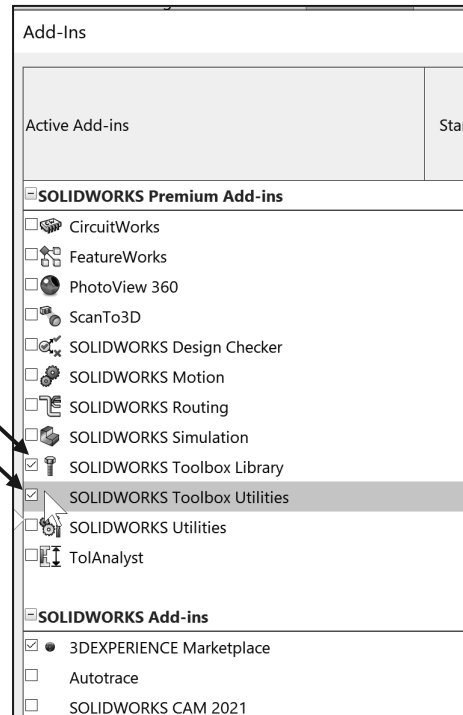 Add-Ins
Active Add-ins
SOLIDWORKS Premium Add-ins
CircuitWorks
FeatureWorks
PhotoView 360
ScanTo3D
SOLIDWORKS Design Checker
SOLIDWORKS Motion
SOLIDWORKS Routing
SOLIDWORKS Simulation
SOLIDWORKS Toolbox Library
SOLIDWORKS Toolbox Utilities
SOLIDWORKS Utilities
TolAnalyst
SOLIDWORKS Add-ins
3DEXPERIENCE Marketplace
Autotrace
SOLIDWORKS CAM 2021